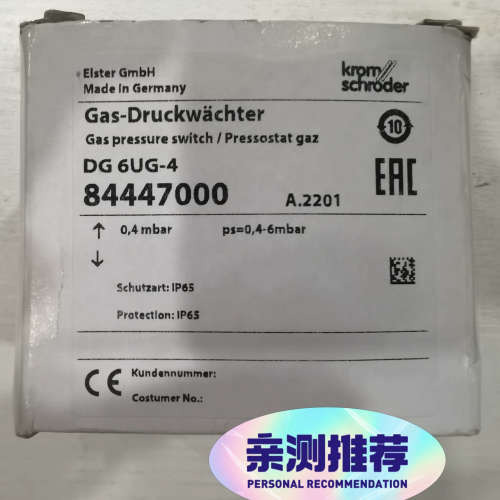 Elster GmbH
Made in Germany
krom
schröder
Gas-Druckwächter
Gas pressure switch / Pressostat gaz
10
DG 6UG-4
EAC
84447000
A.2201
↑ 0,4 mbar ps=0,4-6mbar
↓
Schutzart: IP65
Protection: IP65
CE
Kundennummer:
Costumer No.:
亲测推荐
PERSONAL RECOMMENDATION